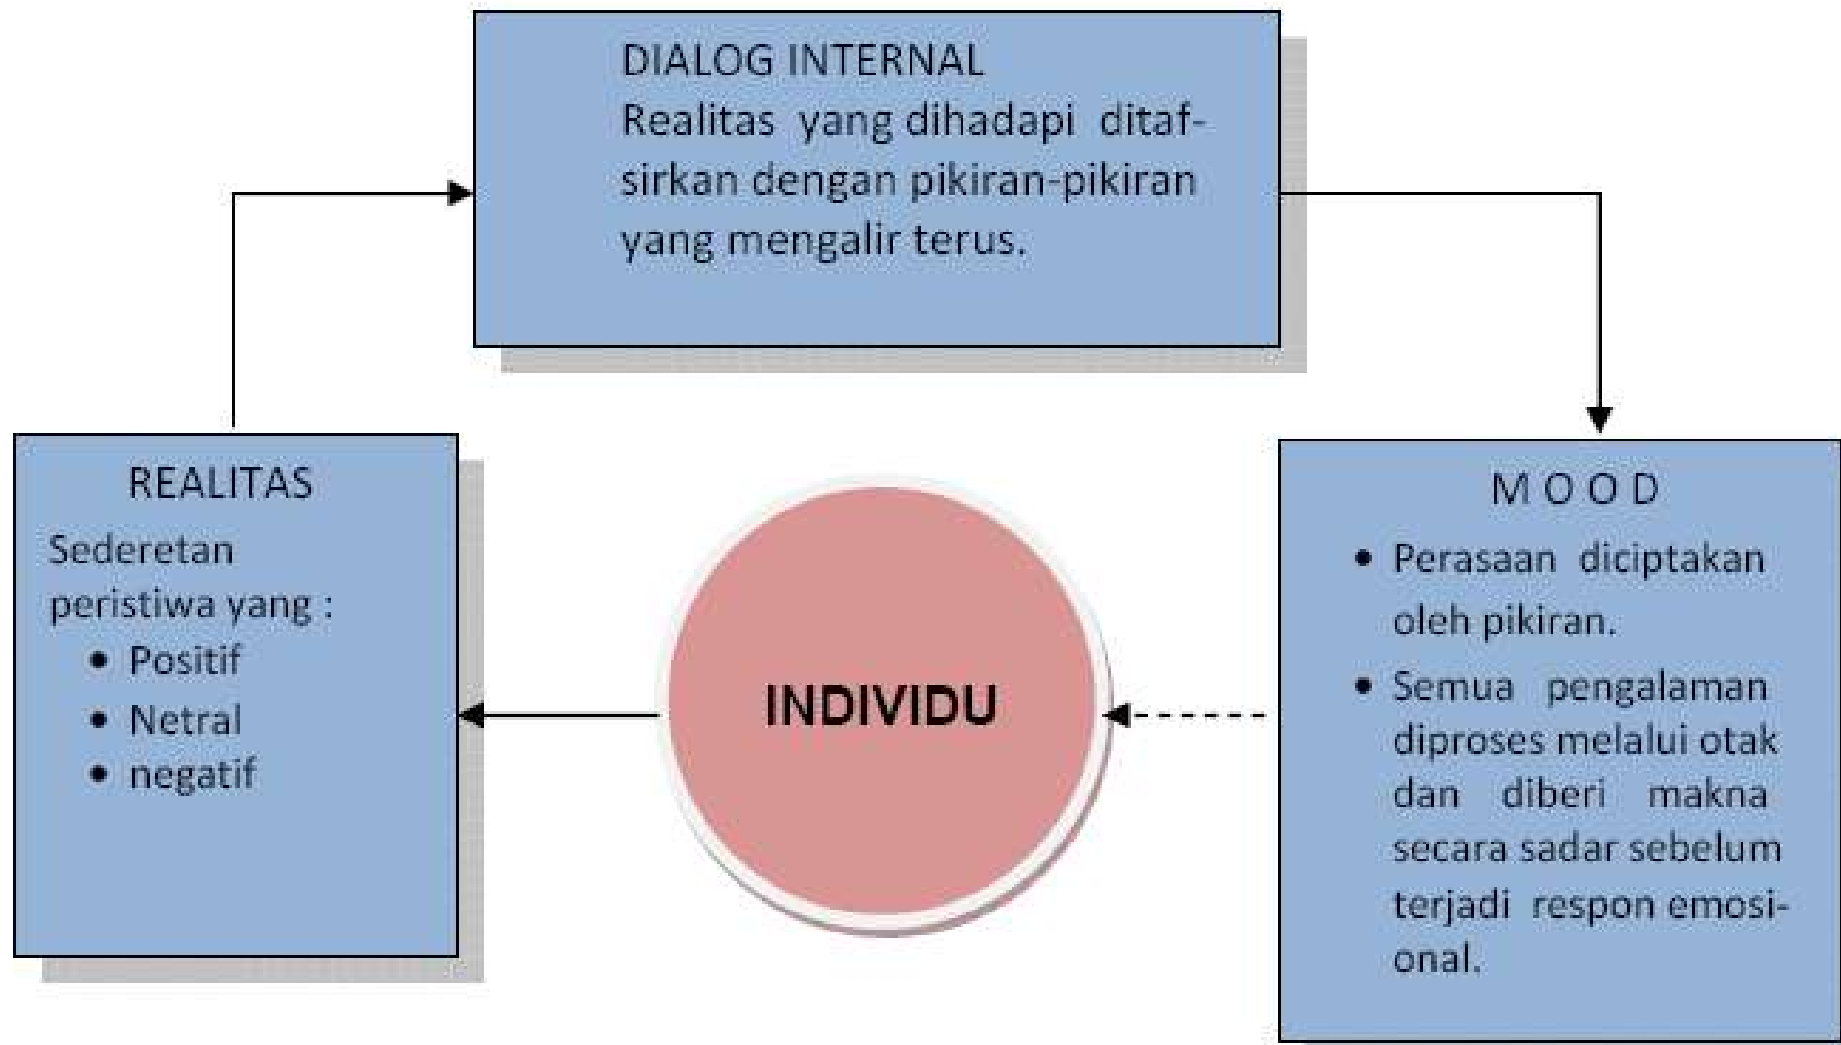 DIALOG INTERNAL
Realitas yang dihadapi ditaf-
sirkan dengan pikiran-pikiran
yang mengalir terus.
REALITAS
Sederetan
peristiwa yang :
• Positif
• Netral
• negatif
INDIVIDU
M O O D
• Perasaan diciptakan
oleh pikiran.
• Semua pengalaman
diproses melalui otak
dan diberi makna
secara sadar sebelum
terjadi respon emosi-
onal.